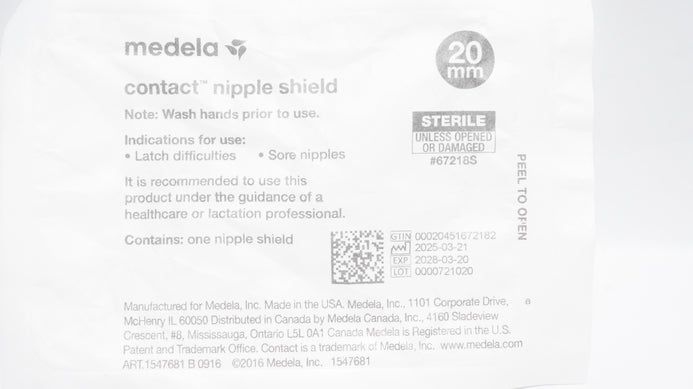 medela
20
mm
contact™ nipple shield
Note: Wash hands prior to use.
STERILE
UNLESS OPENED
OR DAMAGED
#67218S
Indications for use:
• Latch difficulties • Sore nipples
PEEL TO OPEN
It is recommended to use this
product under the guidance of a
healthcare or lactation professional.
Contains: one nipple shield
GTIN 00020451672182
2025-03-21
EXP 2028-03-20
LOT 0000721020
Manufactured for Medela, Inc. Made in the USA. Medela, Inc., 1101 Corporate Drive,
McHenry IL 60050 Distributed in Canada by Medela Canada, Inc., 4160 Sladeview
Crescent, #8, Mississauga, Ontario L5L 0A1 Canada Medela is Registered in the U.S.
Patent and Trademark Office. Contact is a trademark of Medela, Inc. www.medela.com
ART.1547681 B 0916 ©2016 Medela, Inc. 1547681